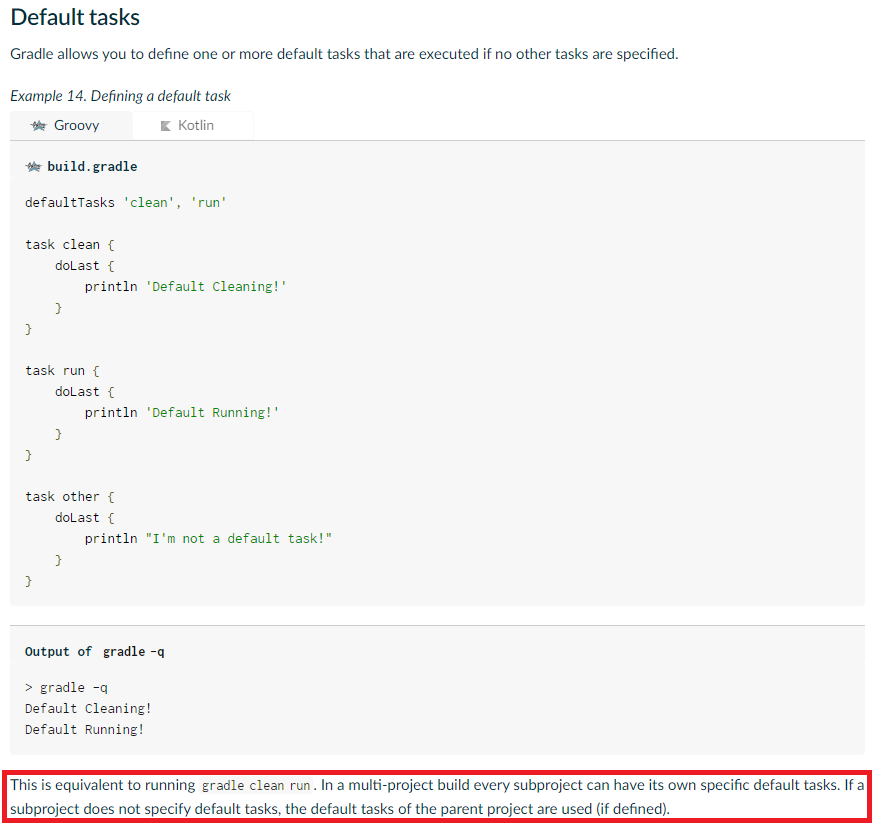 Default tasks
Gradle allows you to define one or more default tasks that are executed if no other tasks are specified.
Example 14. Defining a default task
Groovy Kotlin
build.gradle
defaultTasks 'clean', 'run'
task clean {
    doLast {
        println 'Default Cleaning!'
    }
}
task run {
    doLast {
        println 'Default Running!'
    }
}
task other {
    doLast {
        println "I'm not a default task!"
    }
}
Output of gradle -q
> gradle -q
Default Cleaning!
Default Running!
This is equivalent to running gradle clean run. In a multi-project build every subproject can have its own specific default tasks. If a
subproject does not specify default tasks, the default tasks of the parent project are used (if defined).